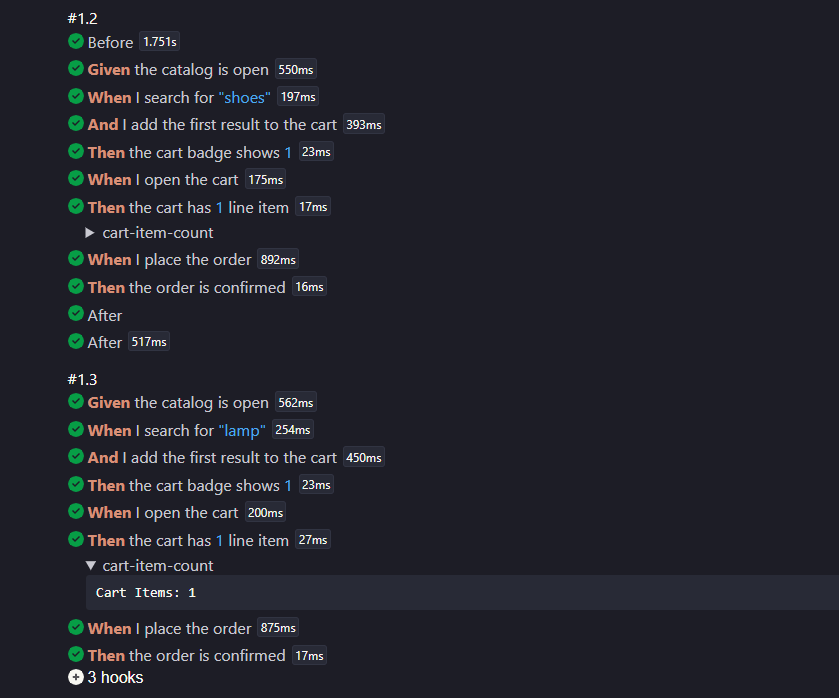 #1.2
Before 1.751s
Given the catalog is open 550ms
When I search for "shoes" 197ms
And I add the first result to the cart 393ms
Then the cart badge shows 1 23ms
When I open the cart 175ms
Then the cart has 1 line item 17ms
cart-item-count
When I place the order 892ms
Then the order is confirmed 16ms
After
After 517ms
#1.3
Given the catalog is open 562ms
When I search for "lamp" 254ms
And I add the first result to the cart 450ms
Then the cart badge shows 1 23ms
When I open the cart 200ms
Then the cart has 1 line item 27ms
cart-item-count
Cart Items: 1
When I place the order 875ms
Then the order is confirmed 17ms
3 hooks